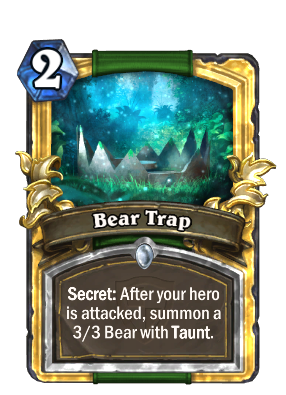 2
Bear Trap
Secret: After your hero
is attacked, summon a
3/3 Bear with Taunt.